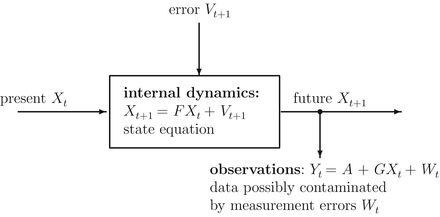 error V_{t+1}
internal dynamics:
present X_t
X_{t+1} = FX_t + V_{t+1}
future X_{t+1}
state equation
observations: Y_t = A + GX_t + W_t
data possibly contaminated
by measurement errors W_t